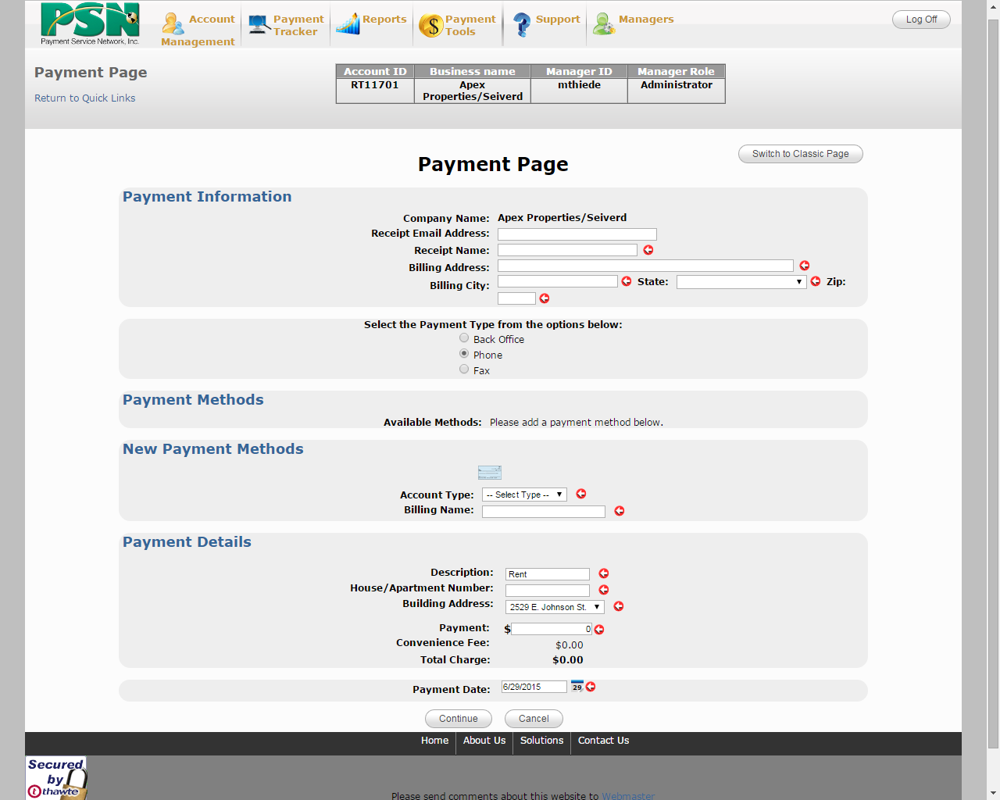 PSN
Payment Service Network, Inc.
Account Management
Payment Tracker
Reports
Payment Tools
Support
Managers
Log Off
Payment Page
Return to Quick Links
Account ID Business name Manager ID Manager Role
RT11701 Apex Properties/Seiverd mthiede Administrator
Switch to Classic Page
Payment Page
Payment Information
Company Name: Apex Properties/Seiverd
Receipt Email Address:
Receipt Name:
Billing Address:
Billing City: State: Zip:
Select the Payment Type from the options below:
Back Office
Phone
Fax
Payment Methods
Available Methods: Please add a payment method below.
New Payment Methods
Account Type: -- Select Type --
Billing Name:
Payment Details
Description: Rent
House/Apartment Number:
Building Address: 2529 E. Johnson St.
Payment: $ 0
Convenience Fee: $0.00
Total Charge: $0.00
Payment Date: 6/29/2015 29
Continue Cancel
Home About Us Solutions Contact Us
Secured
by
thawte
Please send comments about this website to Webmaster